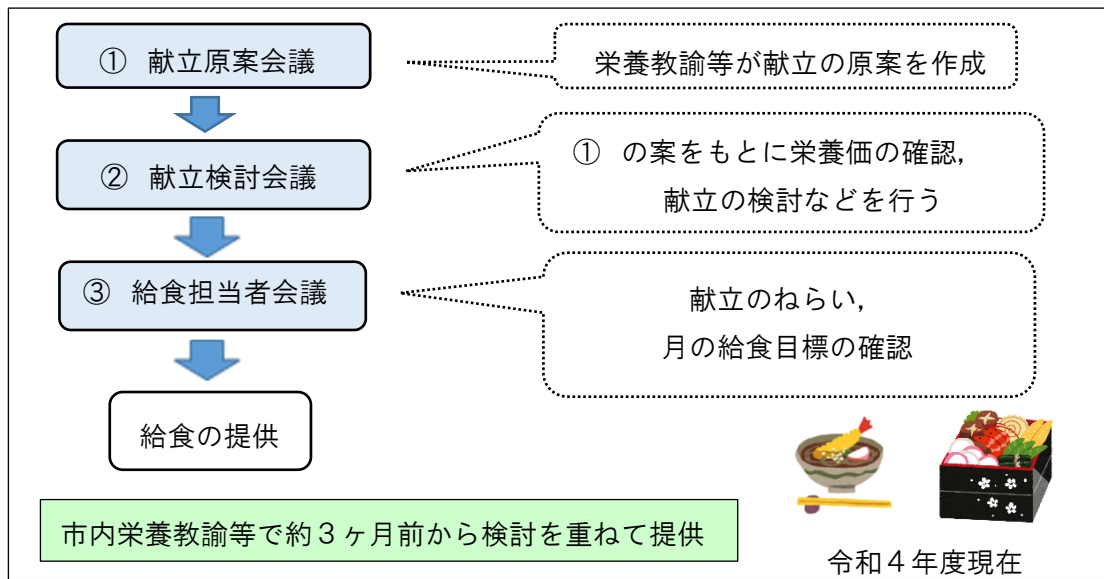 ① 献立原案会議
栄養教諭等が献立の原案を作成
② 献立検討会議
① の案をもとに栄養価の確認，
献立の検討などを行う
③ 給食担当者会議
献立のねらい，
月の給食目標の確認
給食の提供
市内栄養教諭等で約３ヶ月前から検討を重ねて提供
令和４年度現在